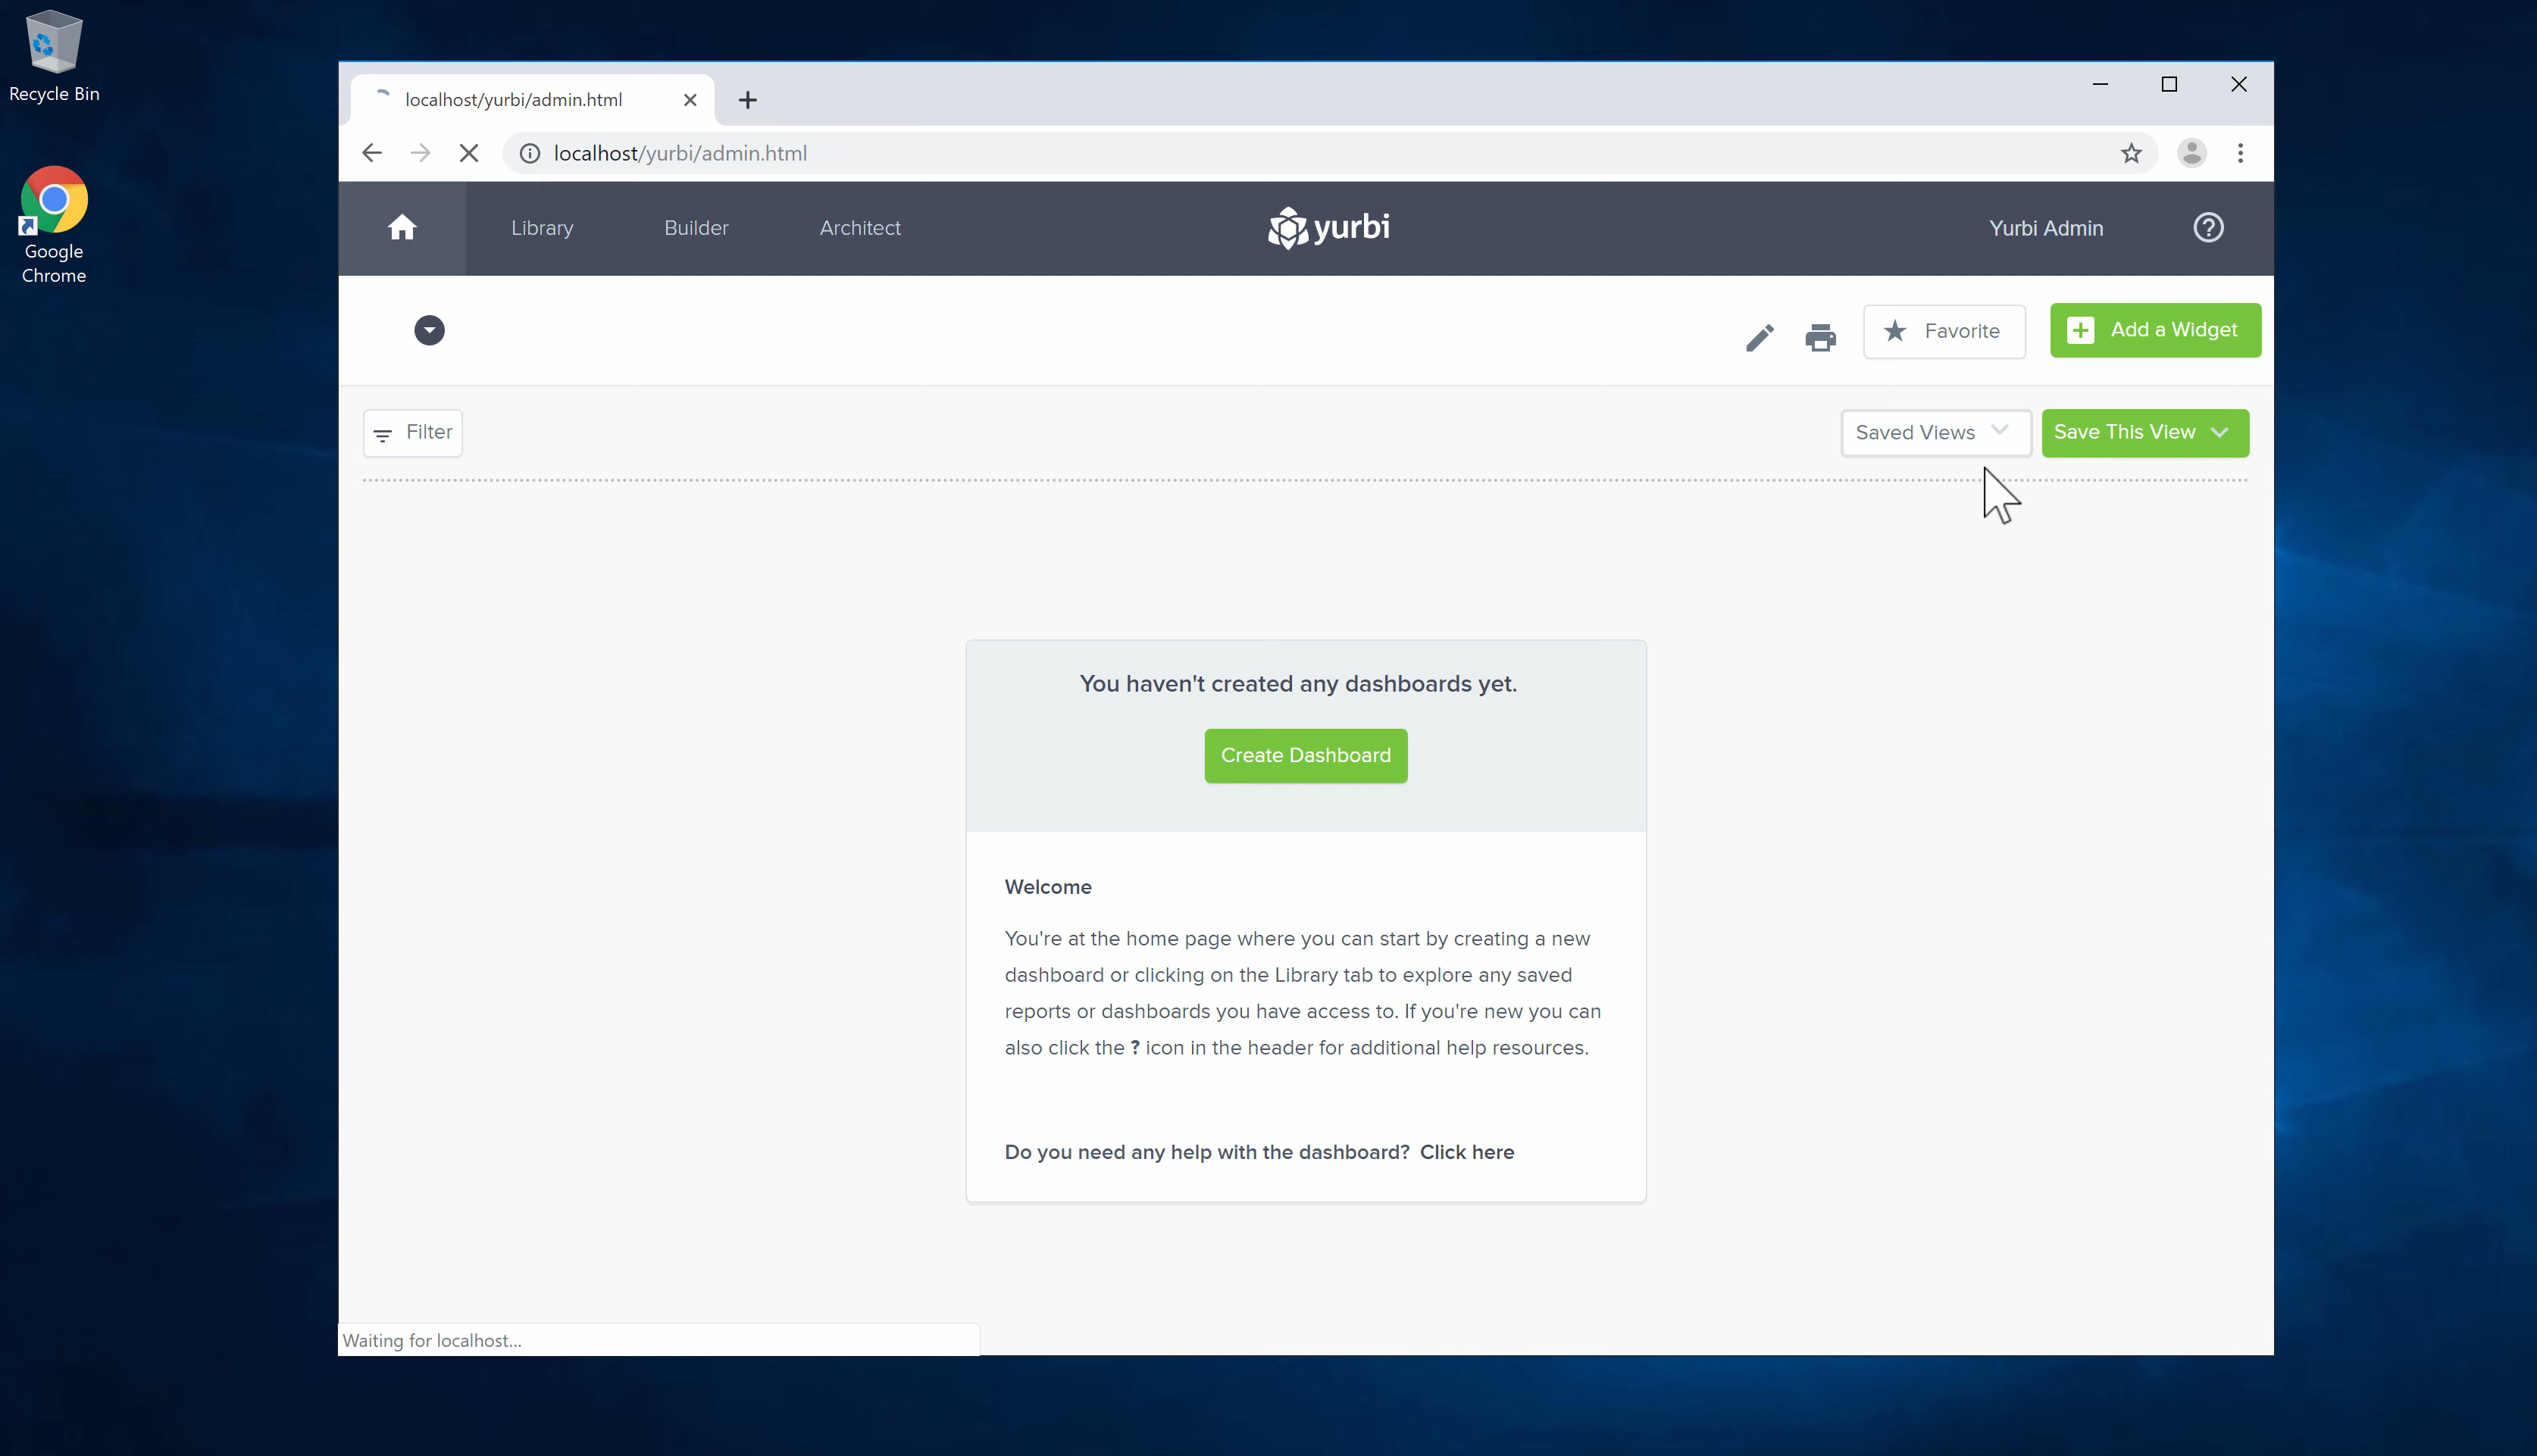 Recycle Bin
Google
Chrome
localhost/yurbi/admin.html
localhost/yurbi/admin.html
Library
Builder
Architect
yurbi
Yurbi Admin
Favorite
Add a Widget
Filter
Saved Views
Save This View
You haven't created any dashboards yet.
Create Dashboard
Welcome
You're at the home page where you can start by creating a new
dashboard or clicking on the Library tab to explore any saved
reports or dashboards you have access to. If you're new you can
also click the ? icon in the header for additional help resources.
Do you need any help with the dashboard? Click here
Waiting for localhost...